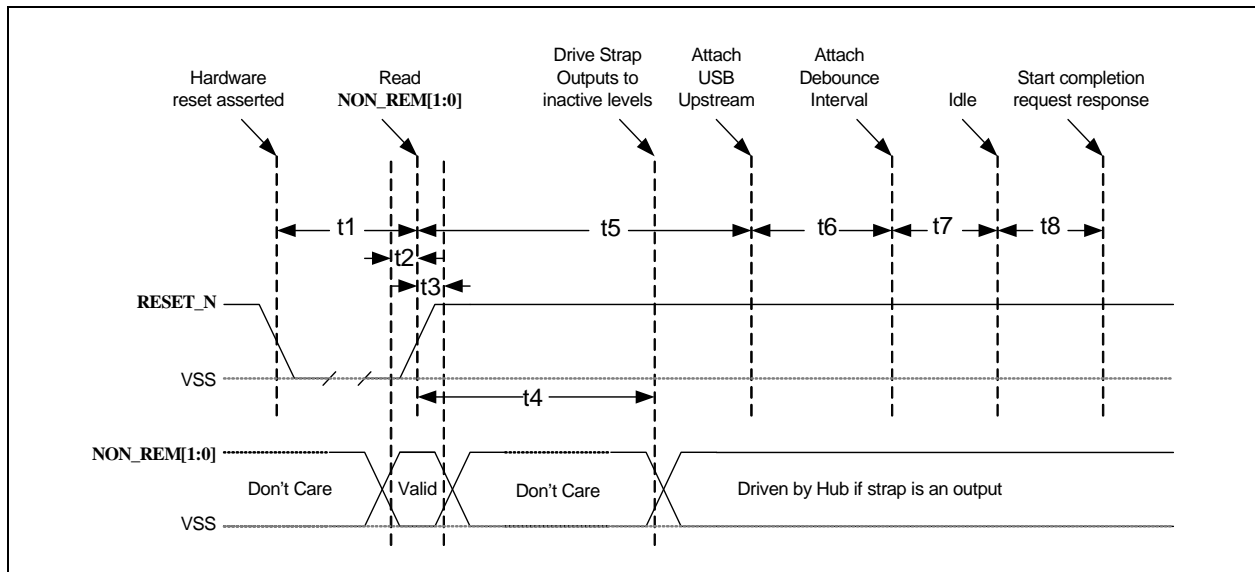 Hardware
reset asserted
Read
NON_REM[1:0]
Drive Strap
Outputs to
inactive levels
Attach
USB
Upstream
Attach
Debounce
Interval
Idle
Start completion
request response
t1
t5
t6
t7
t8
t2
t3
RESET_N
VSS
t4
NON_REM[1:0]
Don't Care
Valid
Don't Care
Driven by Hub if strap is an output
VSS